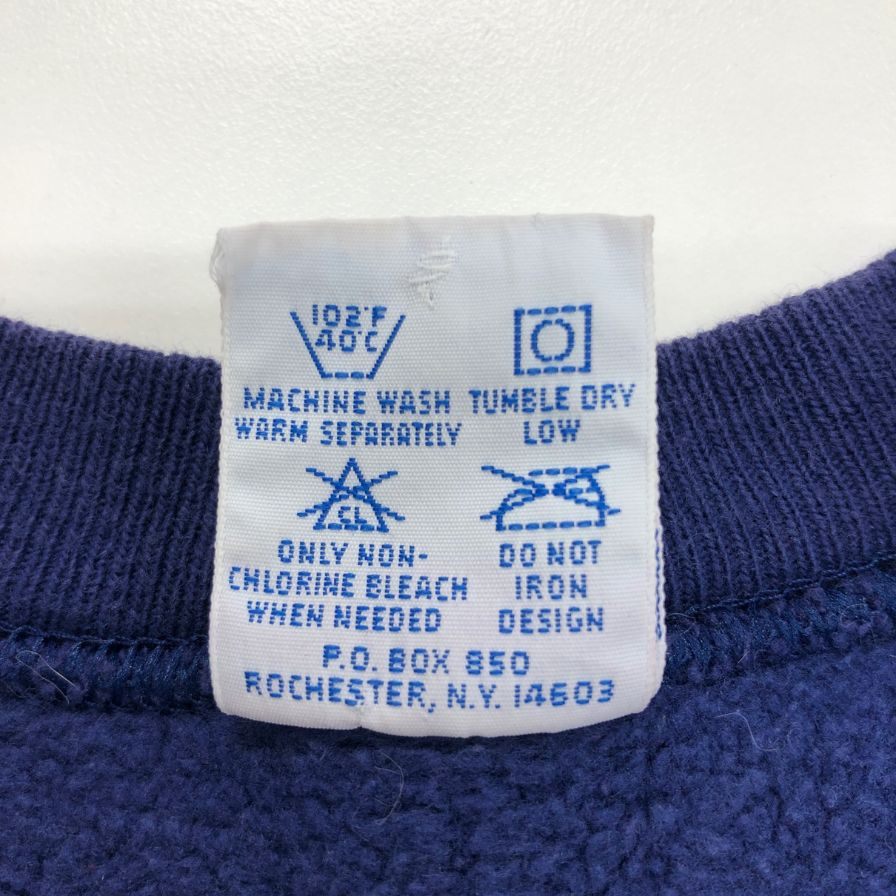 102°F
40°C
MACHINE WASH
WARM SEPARATELY
TUMBLE DRY
LOW
CL
ONLY NON-
CHLORINE BLEACH
WHEN NEEDED
DO NOT
IRON
DESIGN
P.O. BOX 850
ROCHESTER, N.Y. 14603